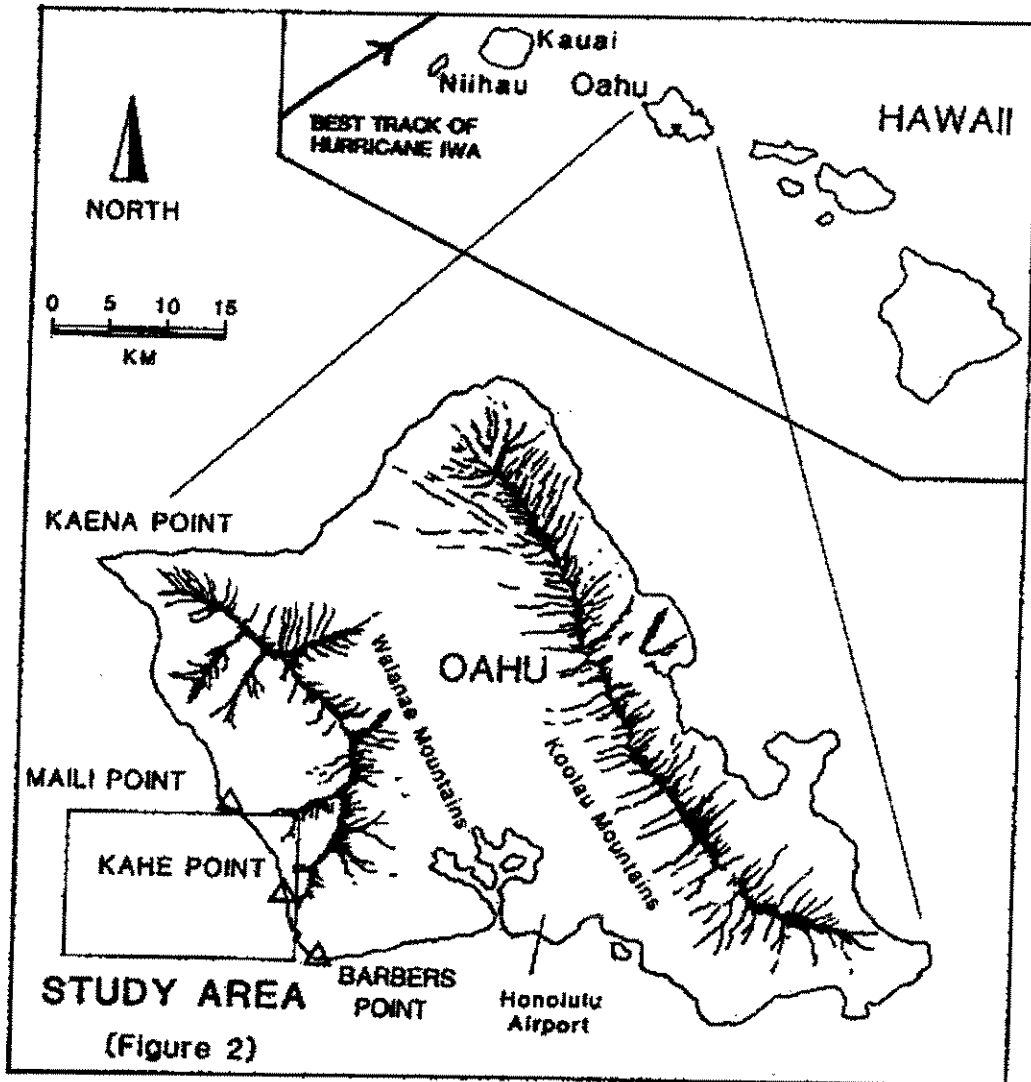 Kauai
Niihau
Oahu
HAWAII
BEST TRACK OF
HURRICANE IWA
NORTH
0 5 10 15
KM
KAENA POINT
OAHU
Waianae Mountains
Koolau Mountains
MAILI POINT
KAHE POINT
BARBERS
POINT
Honolulu
Airport
STUDY AREA
(Figure 2)